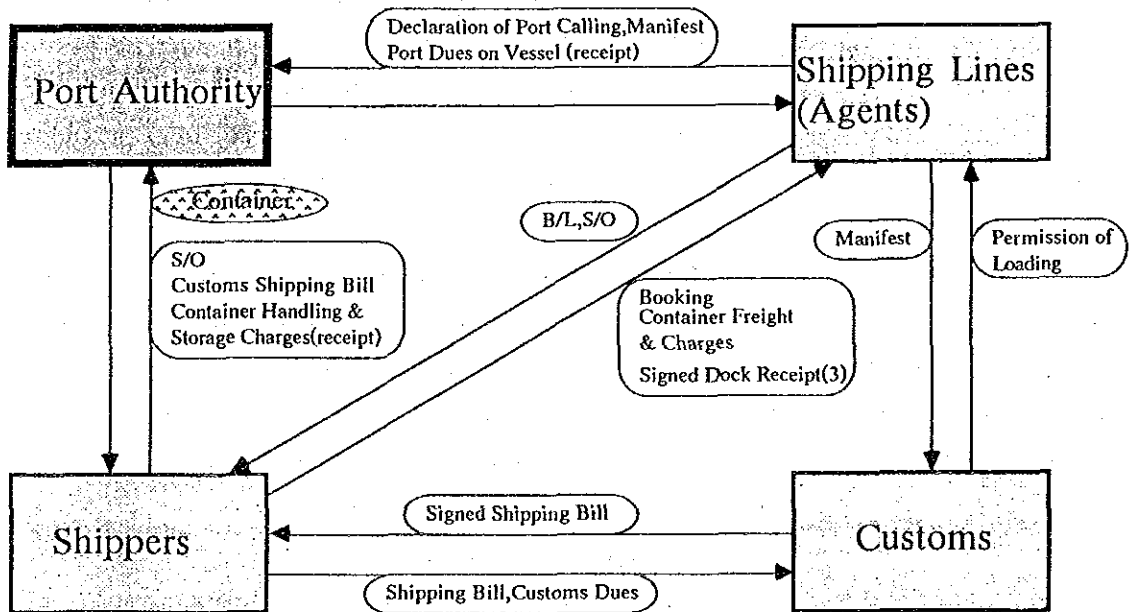 Declaration of Port Calling,Manifest
Port Dues on Vessel (receipt)
Port Authority
Shipping Lines
(Agents)
Container
B/L,S/O
Manifest
Permission of
Loading
S/O
Customs Shipping Bill
Container Handling &
Storage Charges(receipt)
Booking
Container Freight
& Charges
Signed Dock Receipt(3)
Signed Shipping Bill
Shippers
Customs
Shipping Bill,Customs Dues